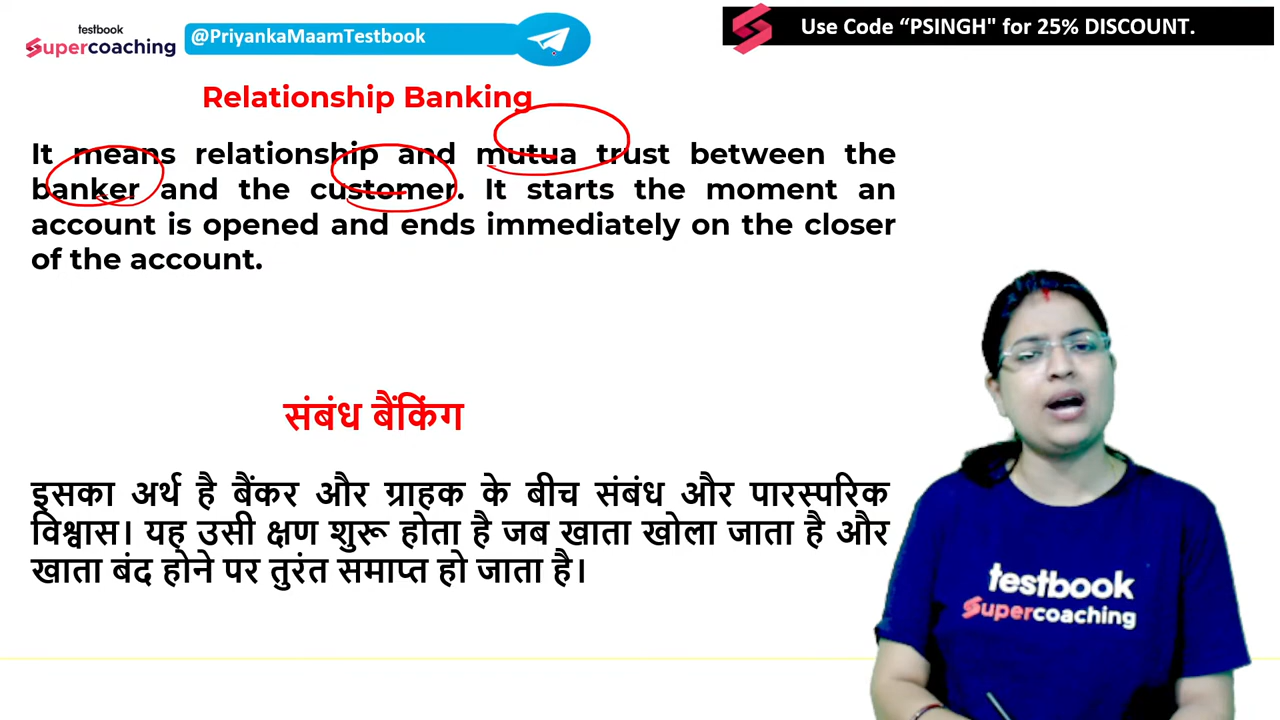 testbook
Supercoaching
@PriyankaMaamTestbook
Use Code “PSINGH" for 25% DISCOUNT.
Relationship Banking
It means relationship and mutua trust between the
banker and the customer. It starts the moment an
account is opened and ends immediately on the closer
of the account.
संबंध बैंकिंग
इसका अर्थ है बैंकर और ग्राहक के बीच संबंध और पारस्परिक
विश्वास। यह उसी क्षण शुरू होता है जब खाता खोला जाता है और
खाता बंद होने पर तुरंत समाप्त हो जाता है।
testbook
Supercoaching